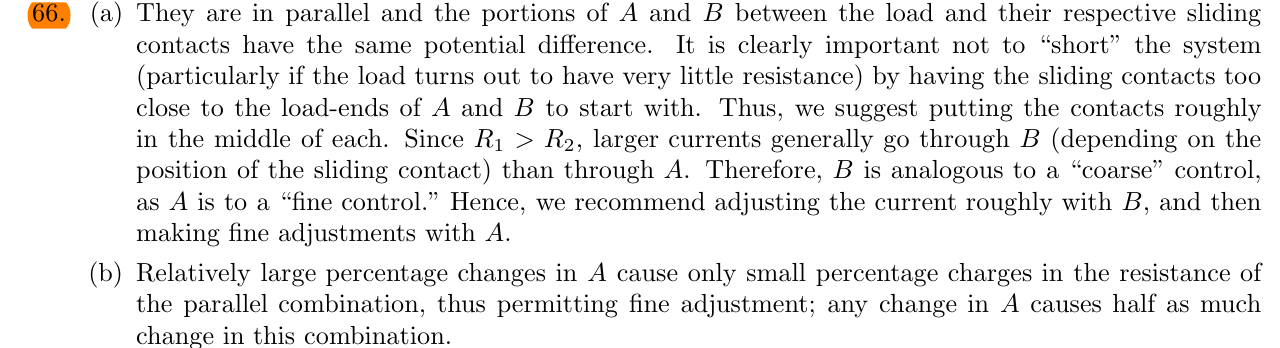 66. (a) They are in parallel and the portions of A and B between the load and their respective sliding
contacts have the same potential difference. It is clearly important not to “short” the system
(particularly if the load turns out to have very little resistance) by having the sliding contacts too
close to the load-ends of A and B to start with. Thus, we suggest putting the contacts roughly
in the middle of each. Since R₁ > R₂, larger currents generally go through B (depending on the
position of the sliding contact) than through A. Therefore, B is analogous to a “coarse” control,
as A is to a “fine control.” Hence, we recommend adjusting the current roughly with B, and then
making fine adjustments with A.
(b) Relatively large percentage changes in A cause only small percentage charges in the resistance of
the parallel combination, thus permitting fine adjustment; any change in A causes half as much
change in this combination.